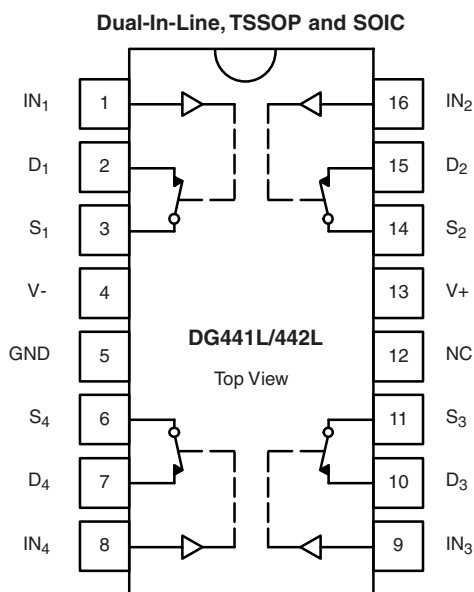 Dual-In-Line, TSSOP and SOIC
IN1 1 16 IN2
D1 2 15 D2
S1 3 14 S2
V- 4 13 V+
DG441L/442L
GND 5 12 NC
Top View
S4 6 11 S3
D4 7 10 D3
IN4 8 9 IN3